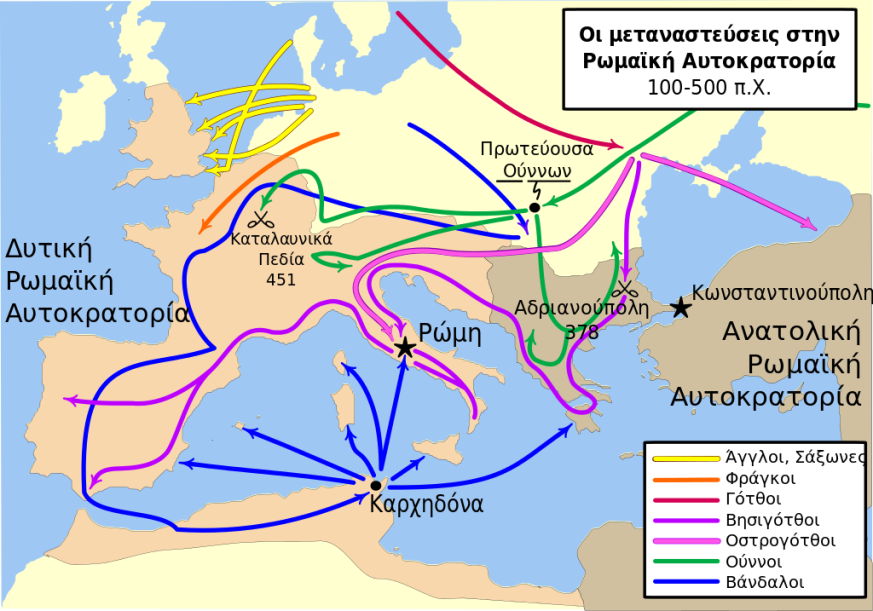 Οι μεταναστεύσεις στην
Ρωμαϊκή Αυτοκρατορία
100-500 π.Χ.
Πρωτεύουσα
Ούννων
Καταλαυνικά
Πεδία
451
Δυτική
Ρωμαϊκή
Αυτοκρατορία
Αδριανούπολη
378
Κωνσταντινούπολη
Ρώμη
Ανατολική
Ρωμαϊκή
Αυτοκρατορία
Καρχηδόνα
Άγγλοι, Σάξωνες
Φράγκοι
Γότθοι
Βησιγότθοι
Οστρογότθοι
Ούννοι
Βάνδαλοι